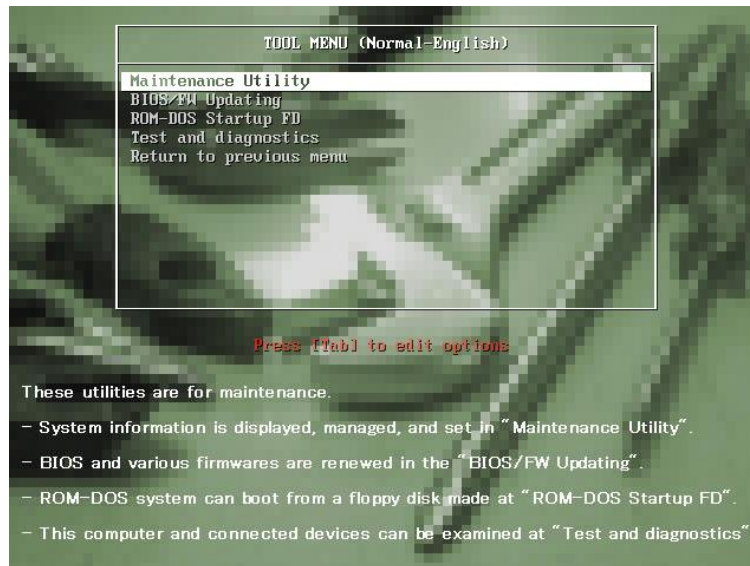 TOOL MENU (Normal-English)
Maintenance Utility
BIOS/FW Updating
ROM-DOS Startup FD
Test and diagnostics
Return to previous menu
Press [Tab] to edit options
These utilities are for maintenance.
- System information is displayed, managed, and set in "Maintenance Utility".
- BIOS and various firmwares are renewed in the "BIOS/FW Updating".
- ROM-DOS system can boot from a floppy disk made at "ROM-DOS Startup FD".
- This computer and connected devices can be examined at "Test and diagnostics"